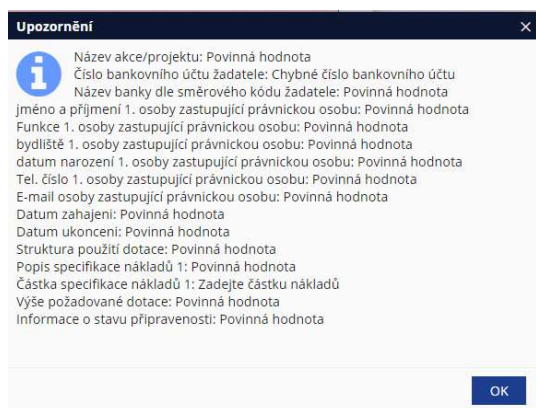 Upozornění
Název akce/projektu: Povinná hodnota
Číslo bankovního účtu žadatele: Chybné číslo bankovního účtu
Název banky dle směrového kódu žadatele: Povinná hodnota
jméno a příjmení 1. osoby zastupující právnickou osobu: Povinná hodnota
Funkce 1. osoby zastupující právnickou osobu: Povinná hodnota
bydliště 1. osoby zastupující právnickou osobu: Povinná hodnota
datum narození 1. osoby zastupující právnickou osobu: Povinná hodnota
Tel. číslo 1. osoby zastupující právnickou osobu: Povinná hodnota
E-mail osoby zastupující právnickou osobu: Povinná hodnota
Datum zahajeni: Povinná hodnota
Datum ukonceni: Povinná hodnota
Struktura použití dotace: Povinná hodnota
Popis specifikace nákladů 1: Povinná hodnota
Částka specifikace nákladů 1: Zadejte částku nákladů
Výše požadované dotace: Povinná hodnota
Informace o stavu připravenosti: Povinná hodnota
OK